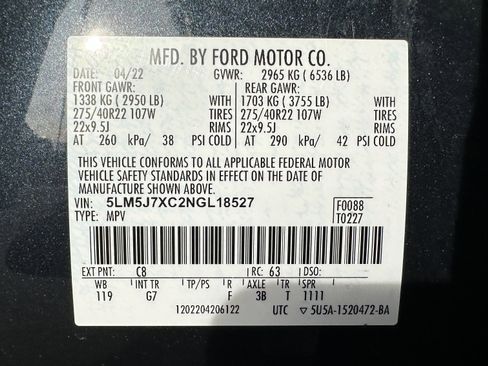 MFD. BY FORD MOTOR CO.
DATE: 04/22 GVWR: 2965 KG ( 6536 LB)
FRONT GAWR: REAR GAWR:
1338 KG ( 2950 LB) WITH 1703 KG ( 3755 LB) WITH
275/40R22 107W TIRES 275/40R22 107W TIRES
22x9.5J RIMS 22x9.5J RIMS
AT 260 kPa/ 38 PSI COLD AT 290 kPa/ 42 PSI COLD
THIS VEHICLE CONFORMS TO ALL APPLICABLE FEDERAL MOTOR
VEHICLE SAFETY STANDARDS IN EFFECT ON THE DATE OF
MANUFACTURE SHOWN ABOVE.
VIN: 5LM5J7XC2NGL18527 F0088
TYPE: MPV T0227
EXT PNT: C8 RC: 63 DSO:
WB INT TR TP/PS R AXLE TR SPR
119 G7 F 3B T 1111
1202204206122 UTC ▽ 5U5A-1520472-BA